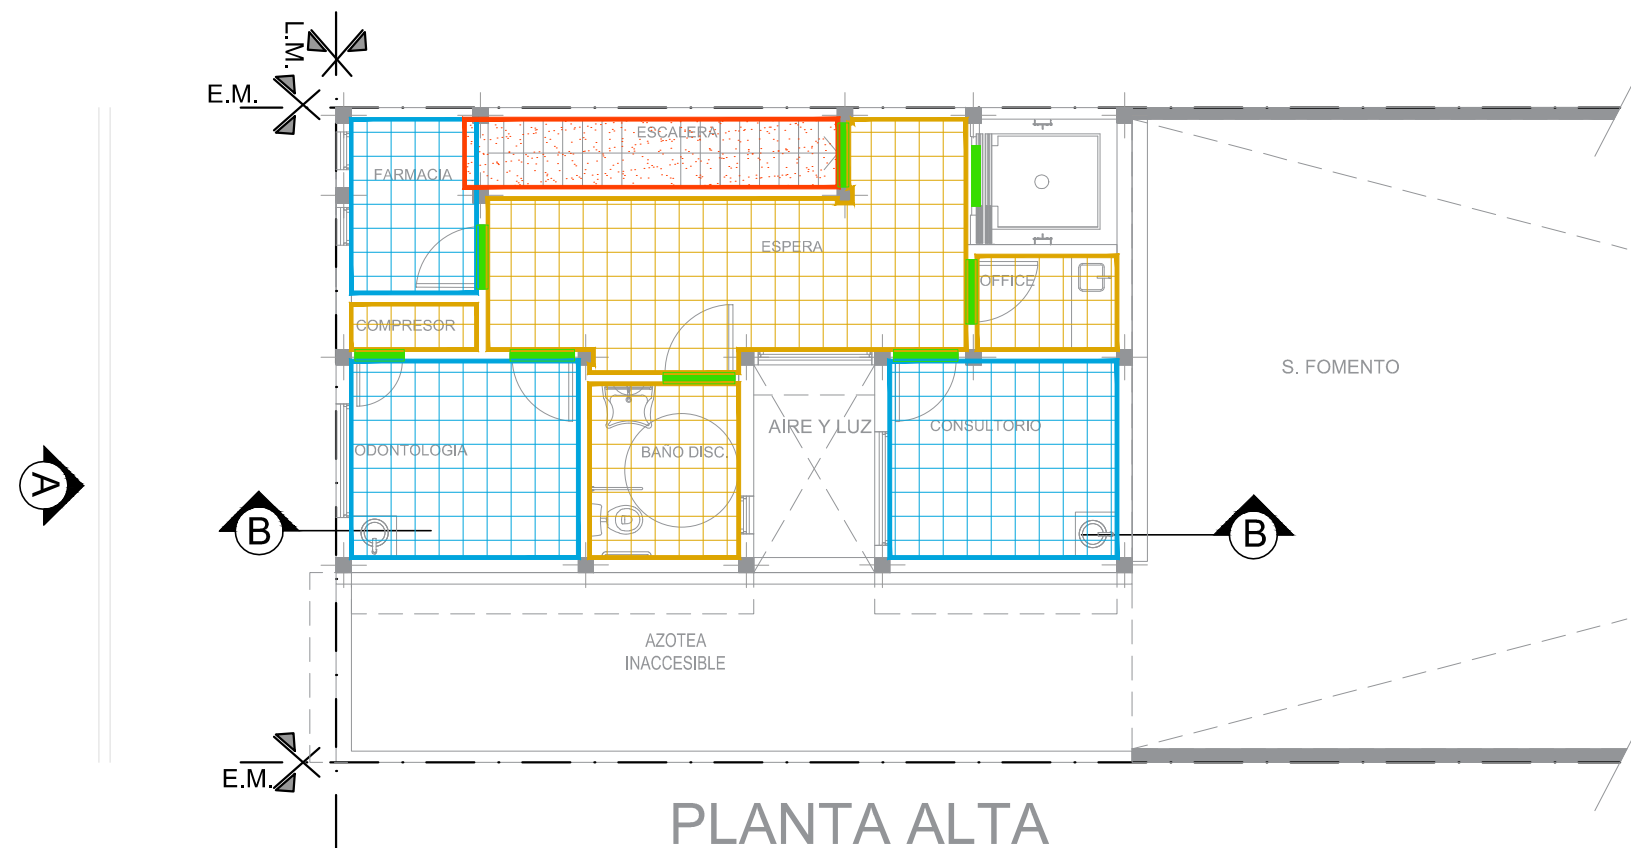 L.M.
E.M.
ESCALERA
FARMACIA
ESPERA
OFFICE
COMPRESOR
S. FOMENTO
AIRE Y LUZ
CONSULTORIO
ODONTOLOGIA
BAÑO DISC.
A
B
B
AZOTEA
INACCESIBLE
E.M.
PLANTA ALTA